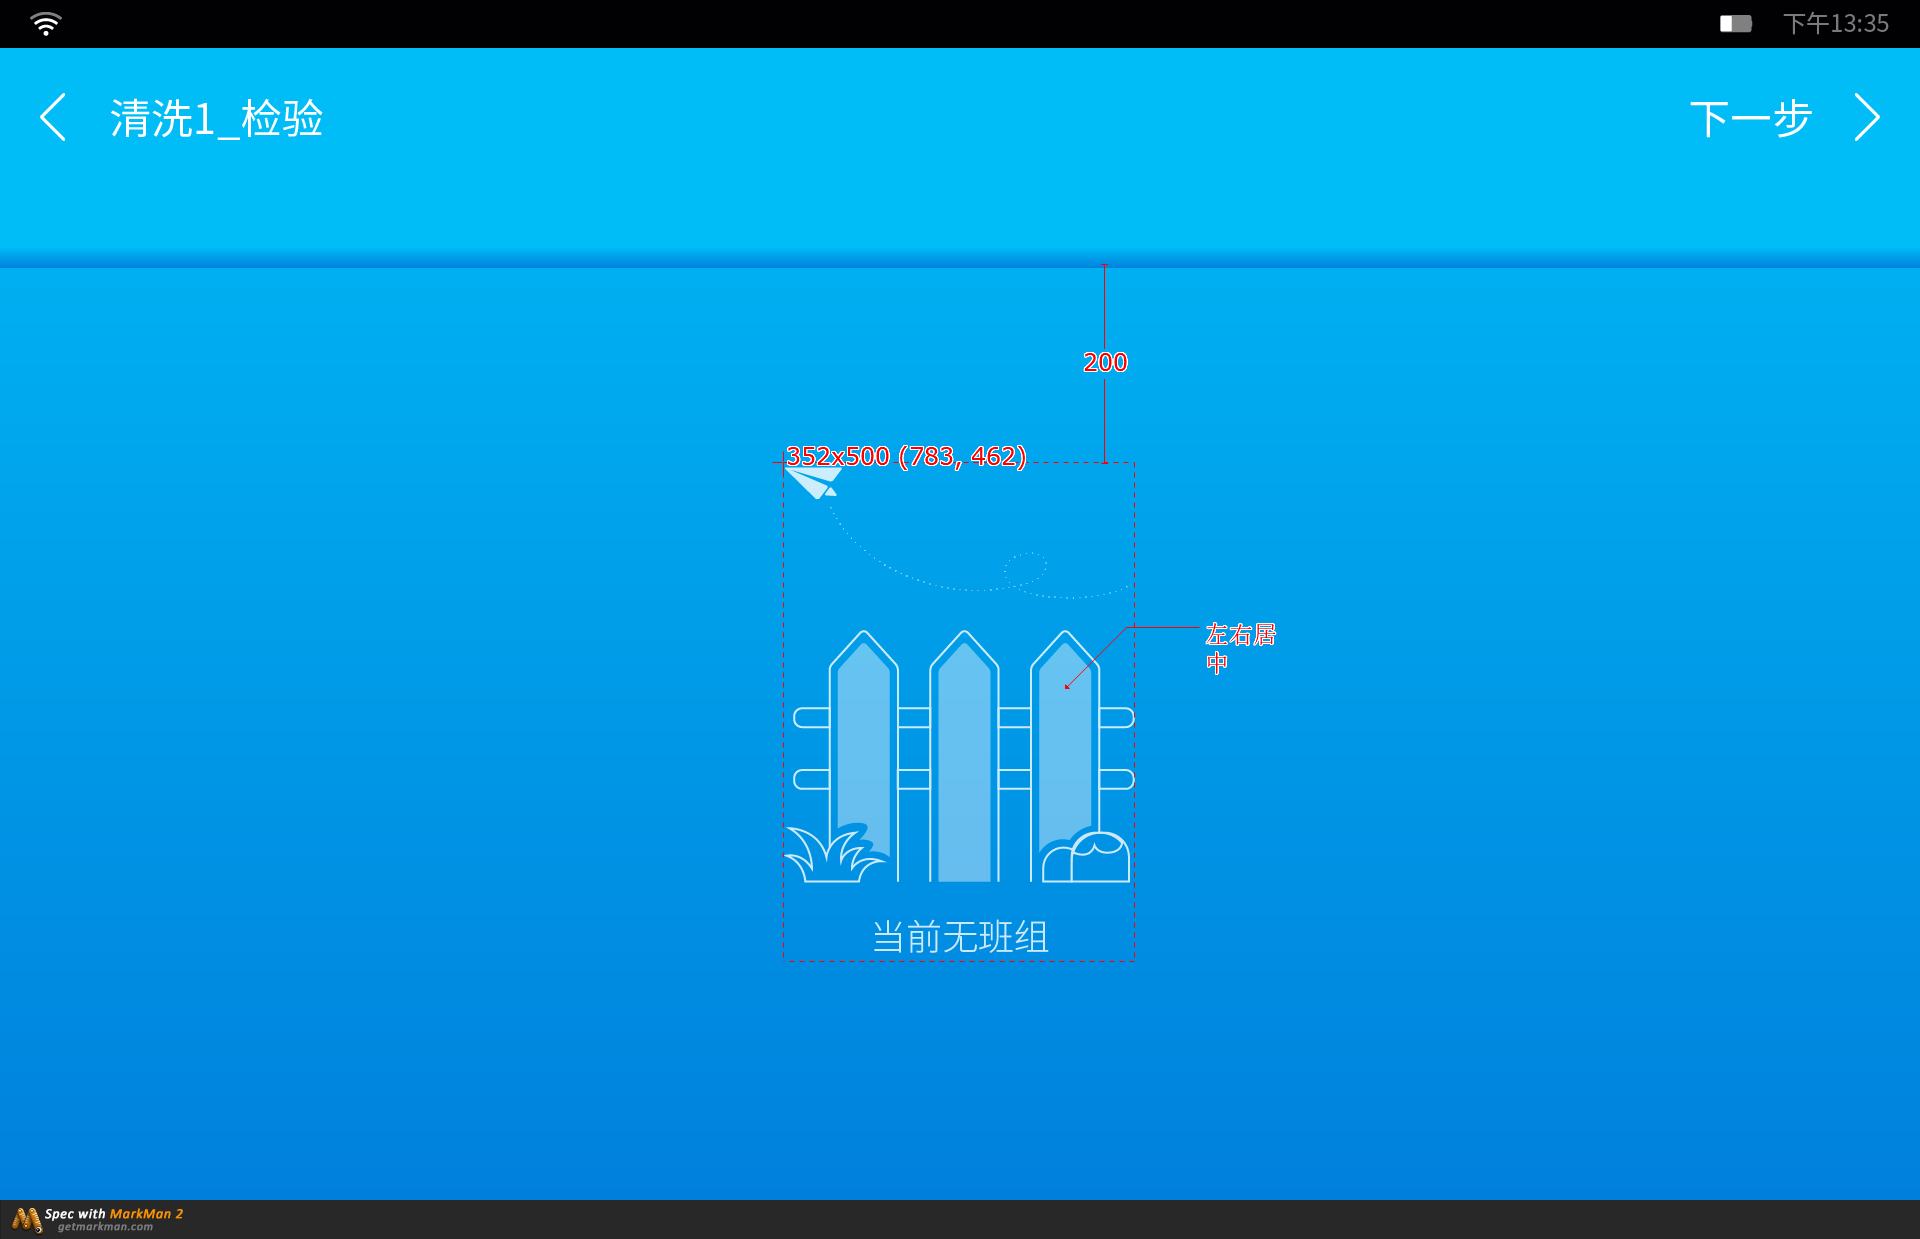 下午13:35
清洗1_检验
下一步
200
352x500 (783, 462)
左右居
中
当前无班组
Spec with MarkMan 2
getmarkman.com